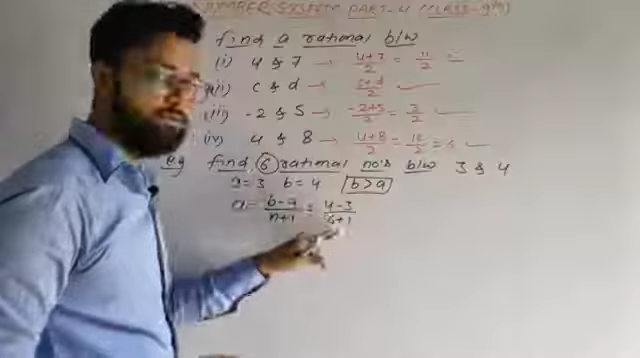 NUMBER SYSTEM PART-4 (CLASS-9th)
find a rational b/w
(i) 4 & 7 → 4+7/2 = 11/2
(ii) c & d → c+d/2
(iii) -2 & 5 → -2+5/2 = 3/2
(iv) 4 & 8 → 4+8/2 = 12/2 = 6
eg find 6 rational no's b/w 3 & 4
a=3 b=4 b>a
d = b-a/n+1 = 4-3/6+1